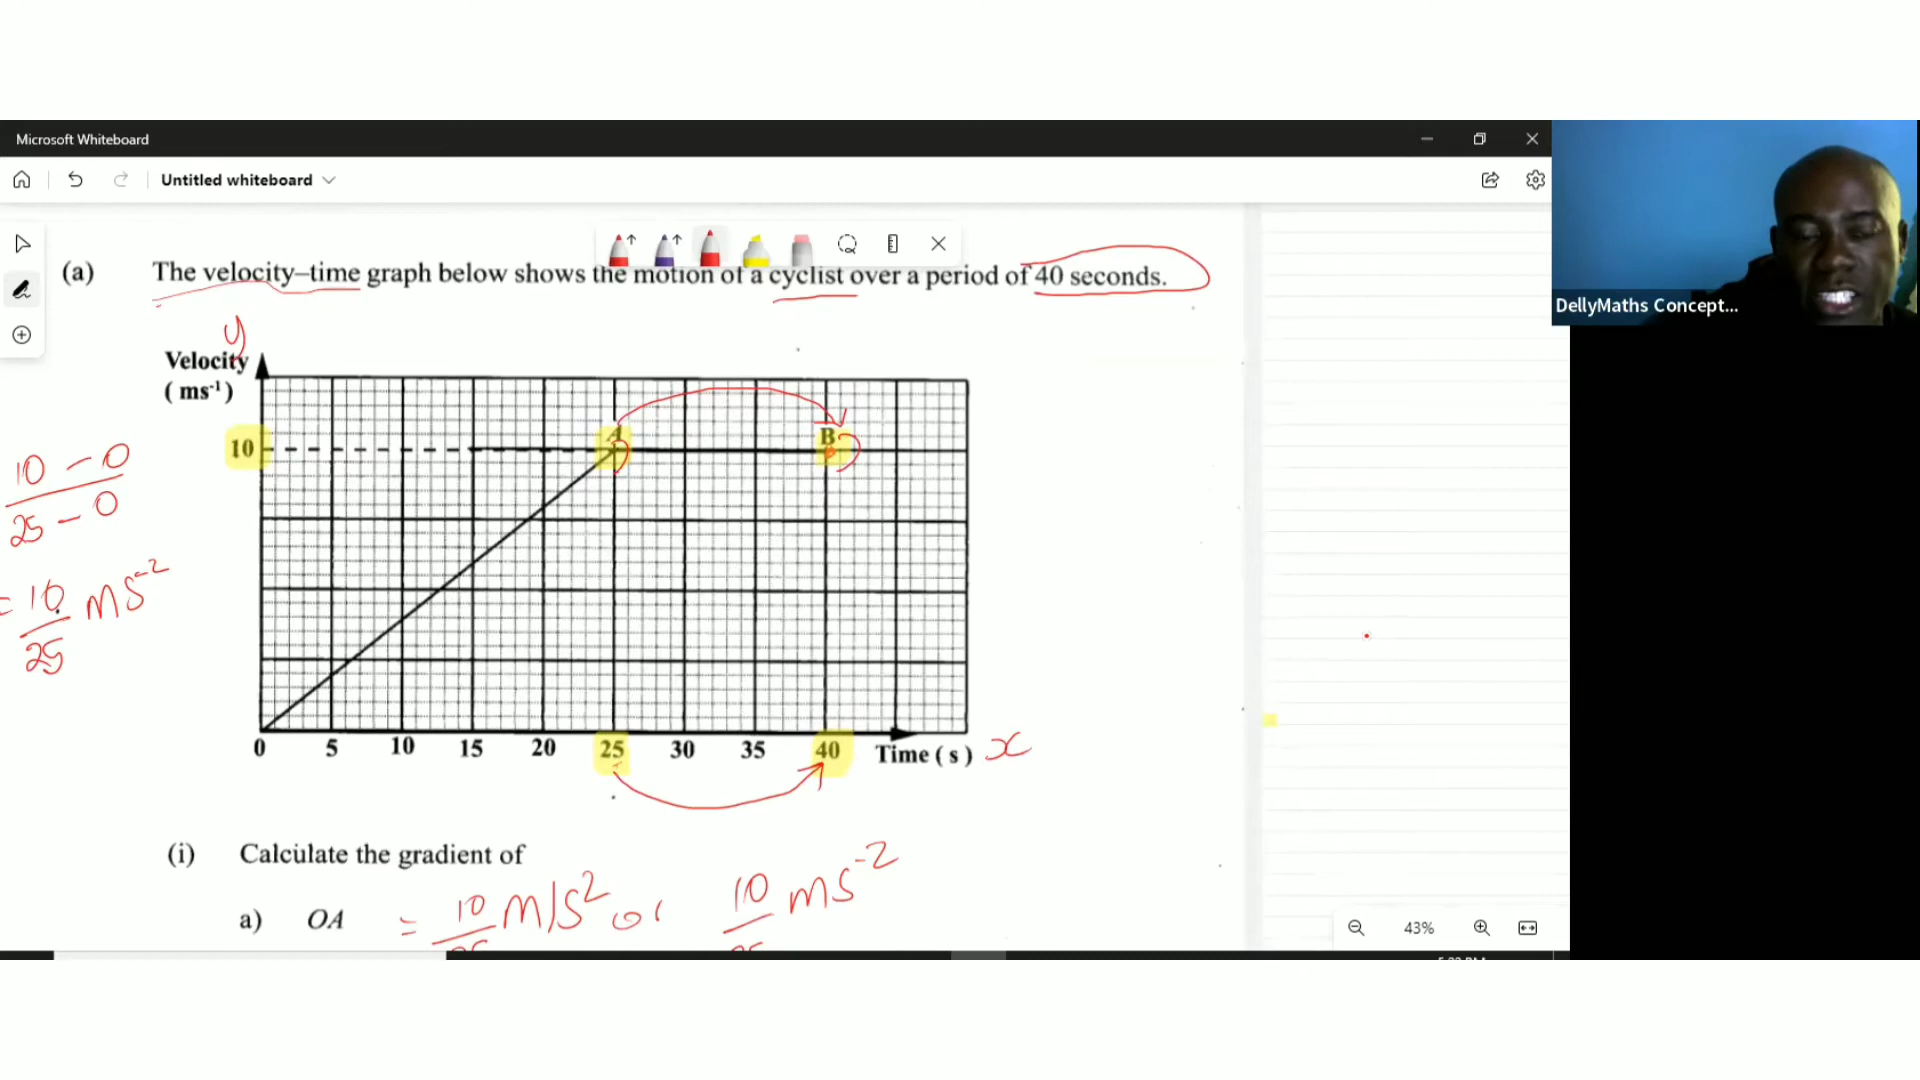 Microsoft Whiteboard
Untitled whiteboard
(a) The velocity–time graph below shows the motion of a cyclist over a period of 40 seconds.
DellyMaths Concept...
y
Velocity
( ms⁻¹ )
10
A
B
10 – 0
25 – 0
= 10 ms⁻²
25
0 5 10 15 20 25 30 35 40 Time ( s ) x
(i) Calculate the gradient of
a) OA = 10 m/s² or 10 ms⁻²
43%